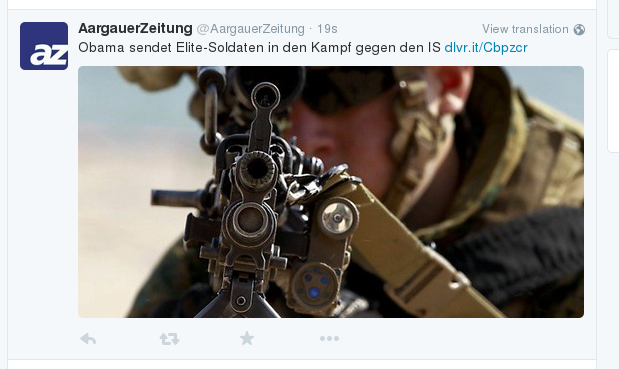 az
AargauerZeitung @AargauerZeitung · 19s View translation
Obama sendet Elite-Soldaten in den Kampf gegen den IS dlvr.it/Cbpzcr